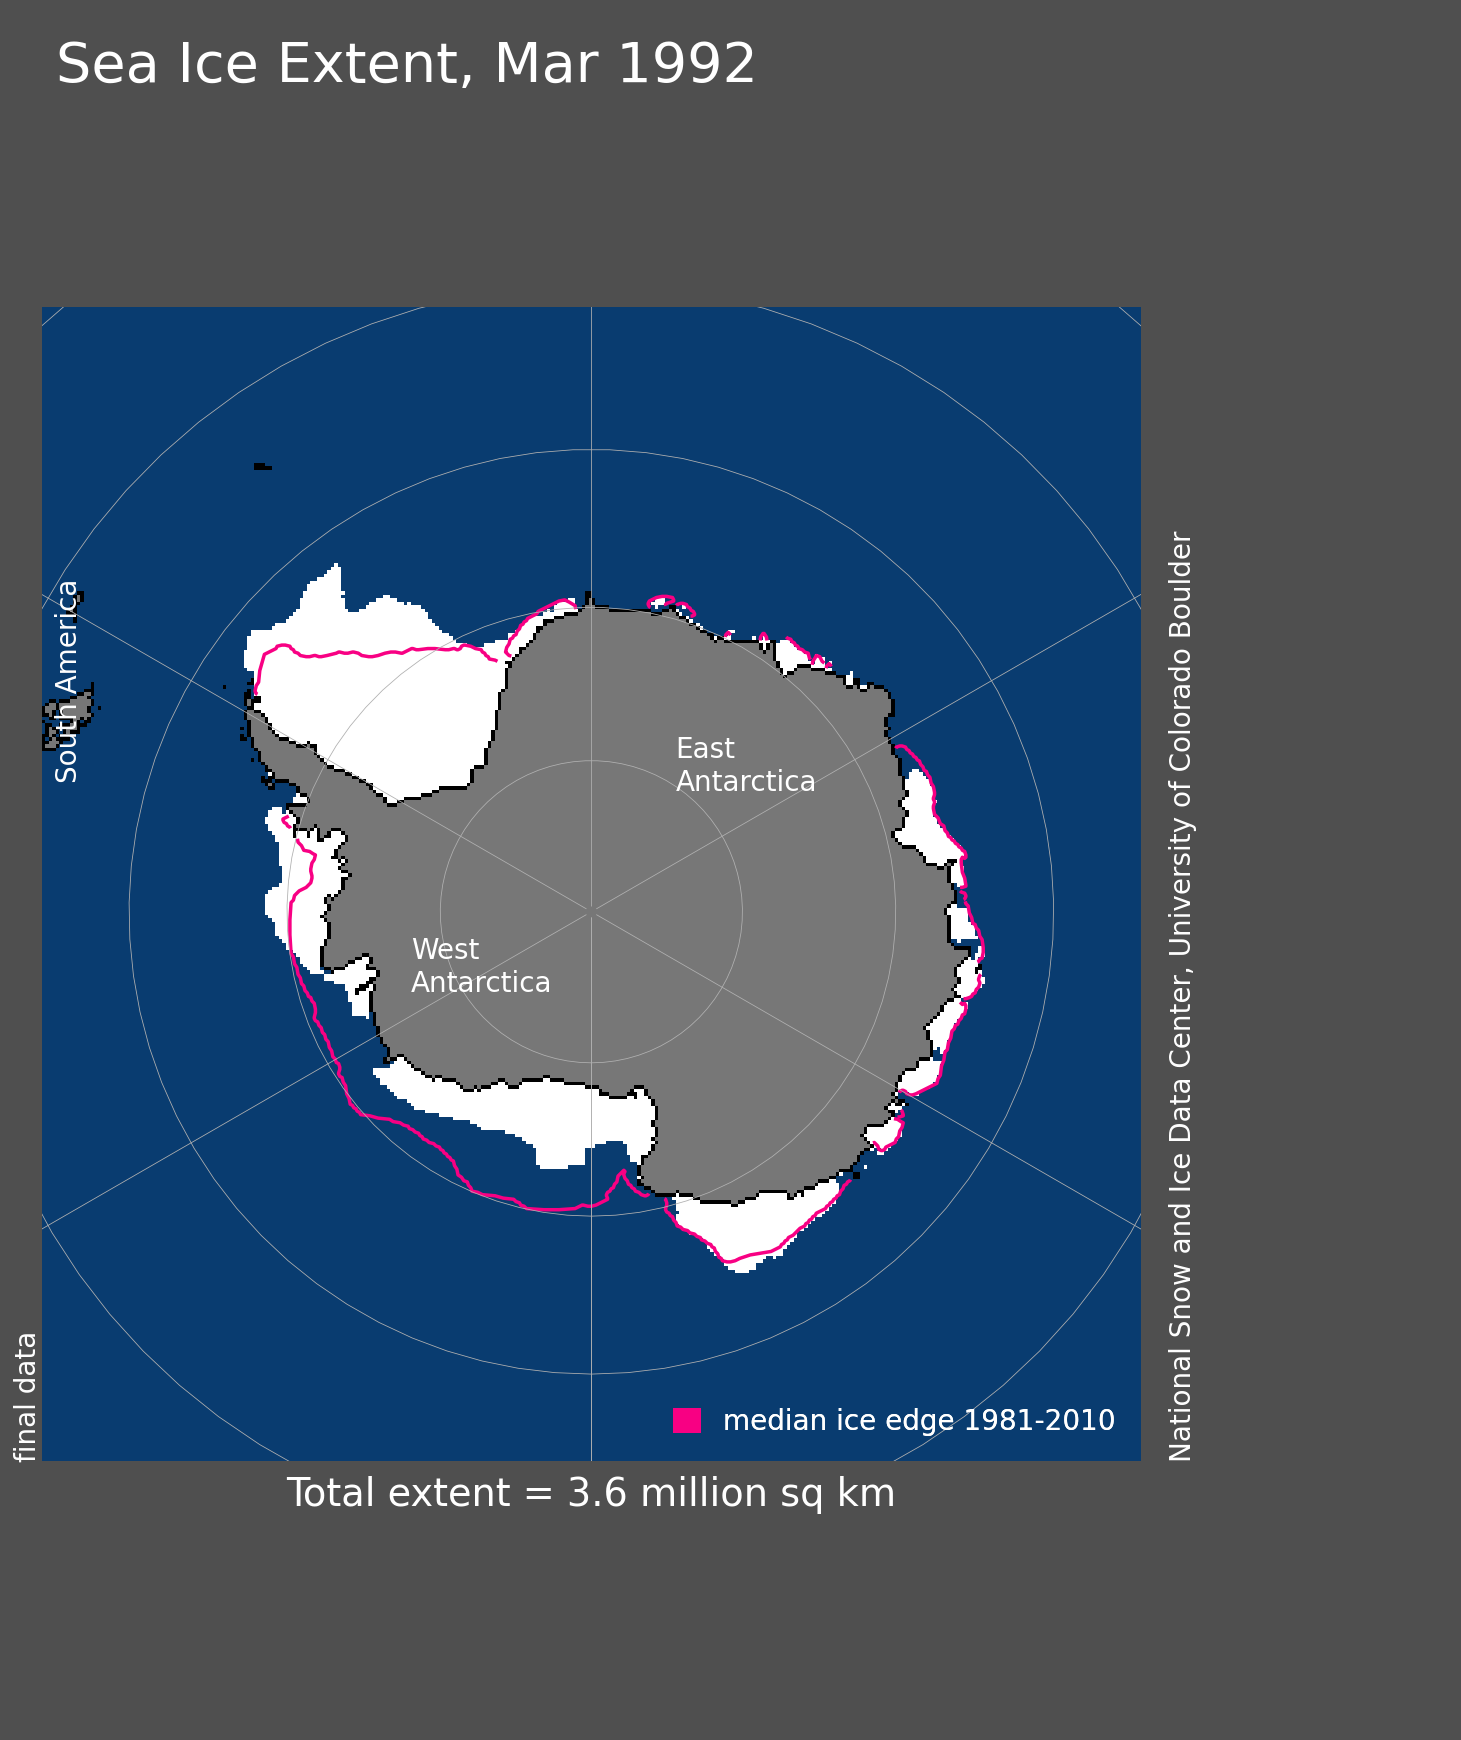 Sea Ice Extent, Mar 1992
South America
East
Antarctica
West
Antarctica
median ice edge 1981-2010
final data
National Snow and Ice Data Center, University of Colorado Boulder
Total extent = 3.6 million sq km